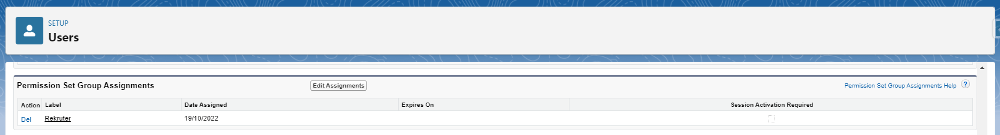 SETUP
Users
Permission Set Group Assignments Edit Assignments Permission Set Group Assignments Help ?
Action Label Date Assigned Expires On Session Activation Required
Del Rekruter 19/10/2022